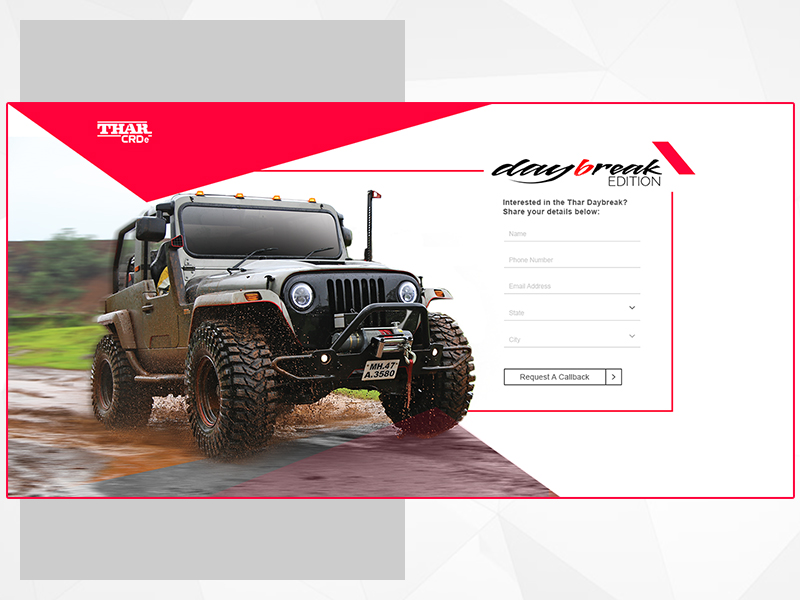 THAR
CRDe
daybreak
EDITION
Interested in the Thar Daybreak?
Share your details below:
Name
Phone Number
Email Address
State
City
Request A Callback
MH.47
A.3580